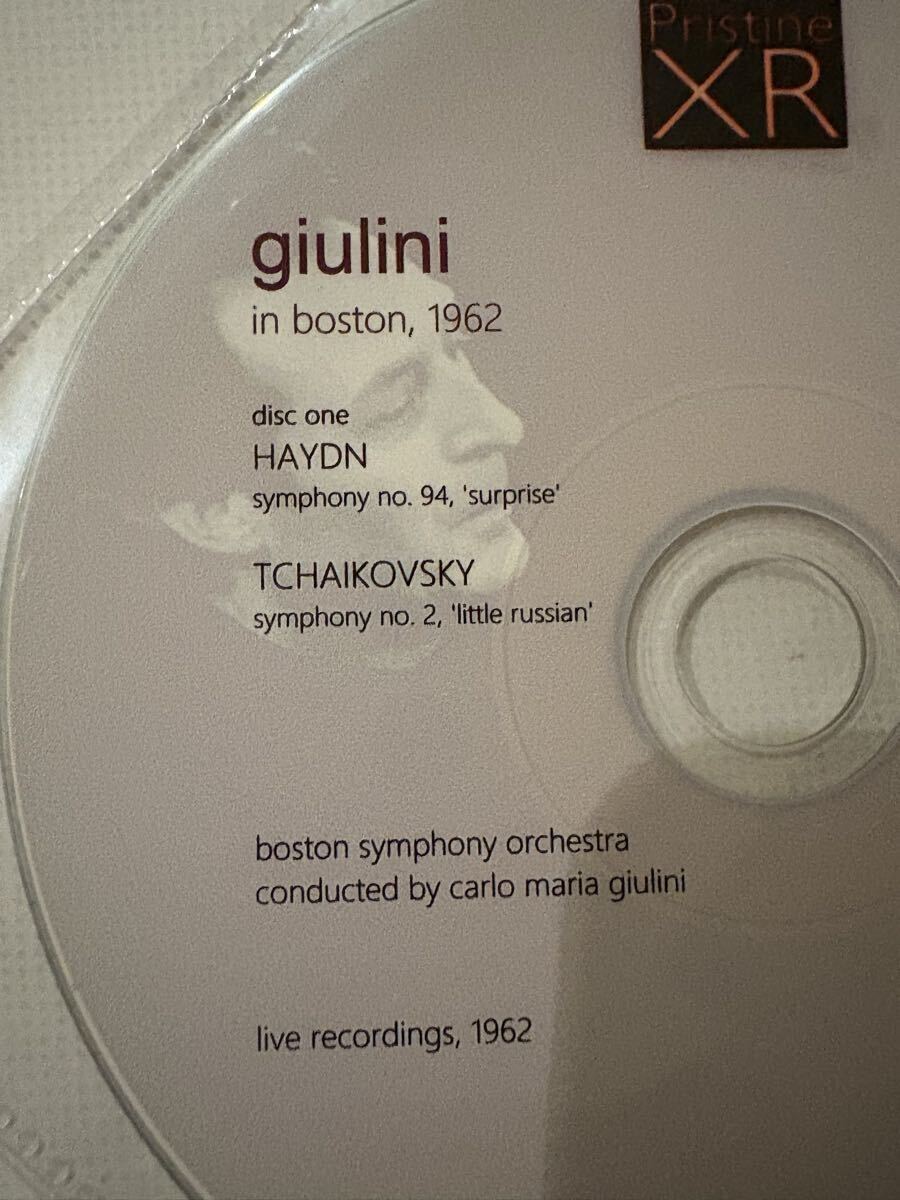 Pristine
XR
giulini
in boston, 1962
disc one
HAYDN
symphony no. 94, 'surprise'
TCHAIKOVSKY
symphony no. 2, 'little russian'
boston symphony orchestra
conducted by carlo maria giulini
live recordings, 1962